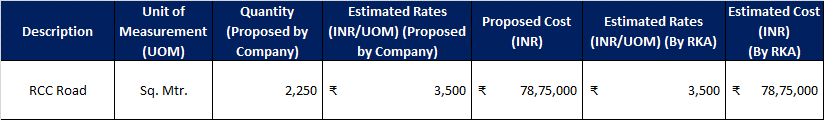 Description
Unit of
Measurement
(UOM)
Quantity
(Proposed by
Company)
Estimated Rates
(INR/UOM) (Proposed
by Company)
Proposed Cost
(INR)
Estimated Rates
(INR/UOM) (By RKA)
Estimated Cost
(INR)
(By RKA)
RCC Road
Sq. Mtr.
2,250
₹ 3,500
₹ 78,75,000
₹ 3,500
₹ 78,75,000